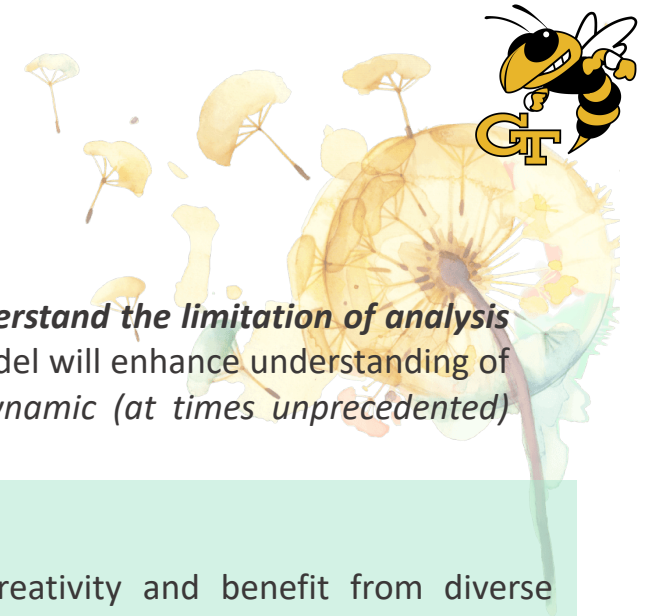 GT
erstand the limitation of analysis
del will enhance understanding of
ynamic (at times unprecedented)
reativity and benefit from diverse